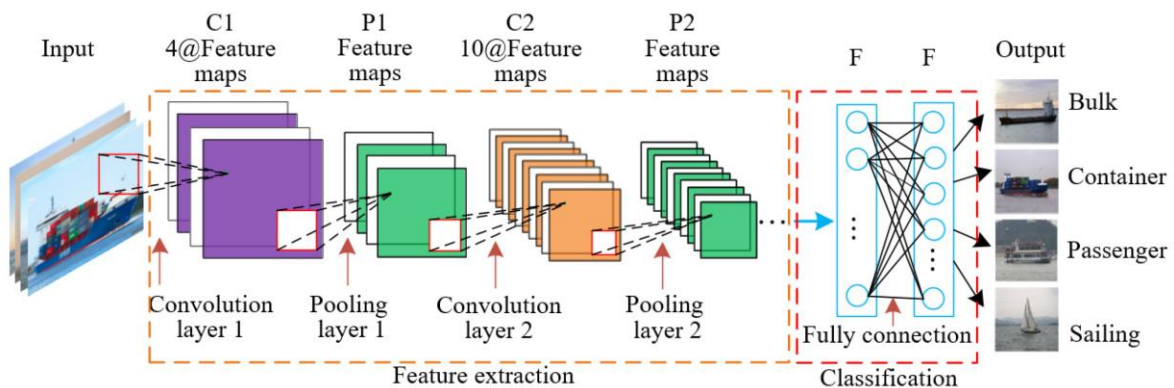 Input
C1
4@Feature
maps
P1
Feature
maps
C2
10@Feature
maps
P2
Feature
maps
F
F
Output
Bulk
Container
Passenger
Sailing
Convolution
layer 1
Pooling
layer 1
Convolution
layer 2
Pooling
layer 2
Fully connection
Feature extraction
Classification